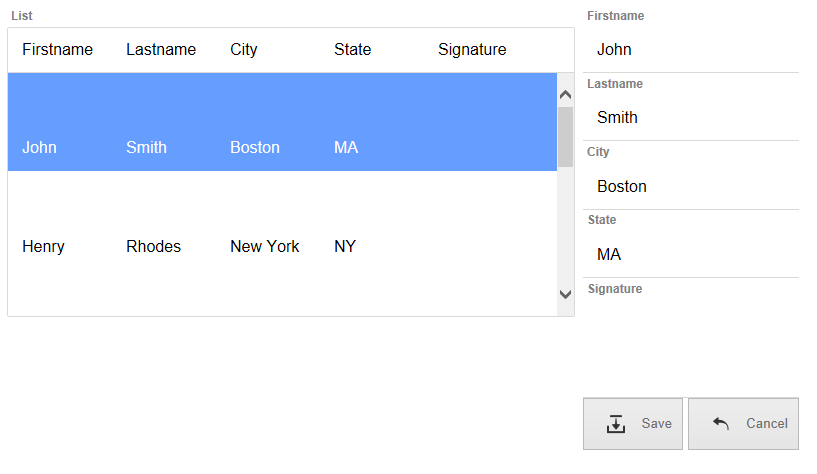 List
Firstname Lastname City State Signature
John Smith Boston MA
Henry Rhodes New York NY
Firstname
John
Lastname
Smith
City
Boston
State
MA
Signature
Save Cancel